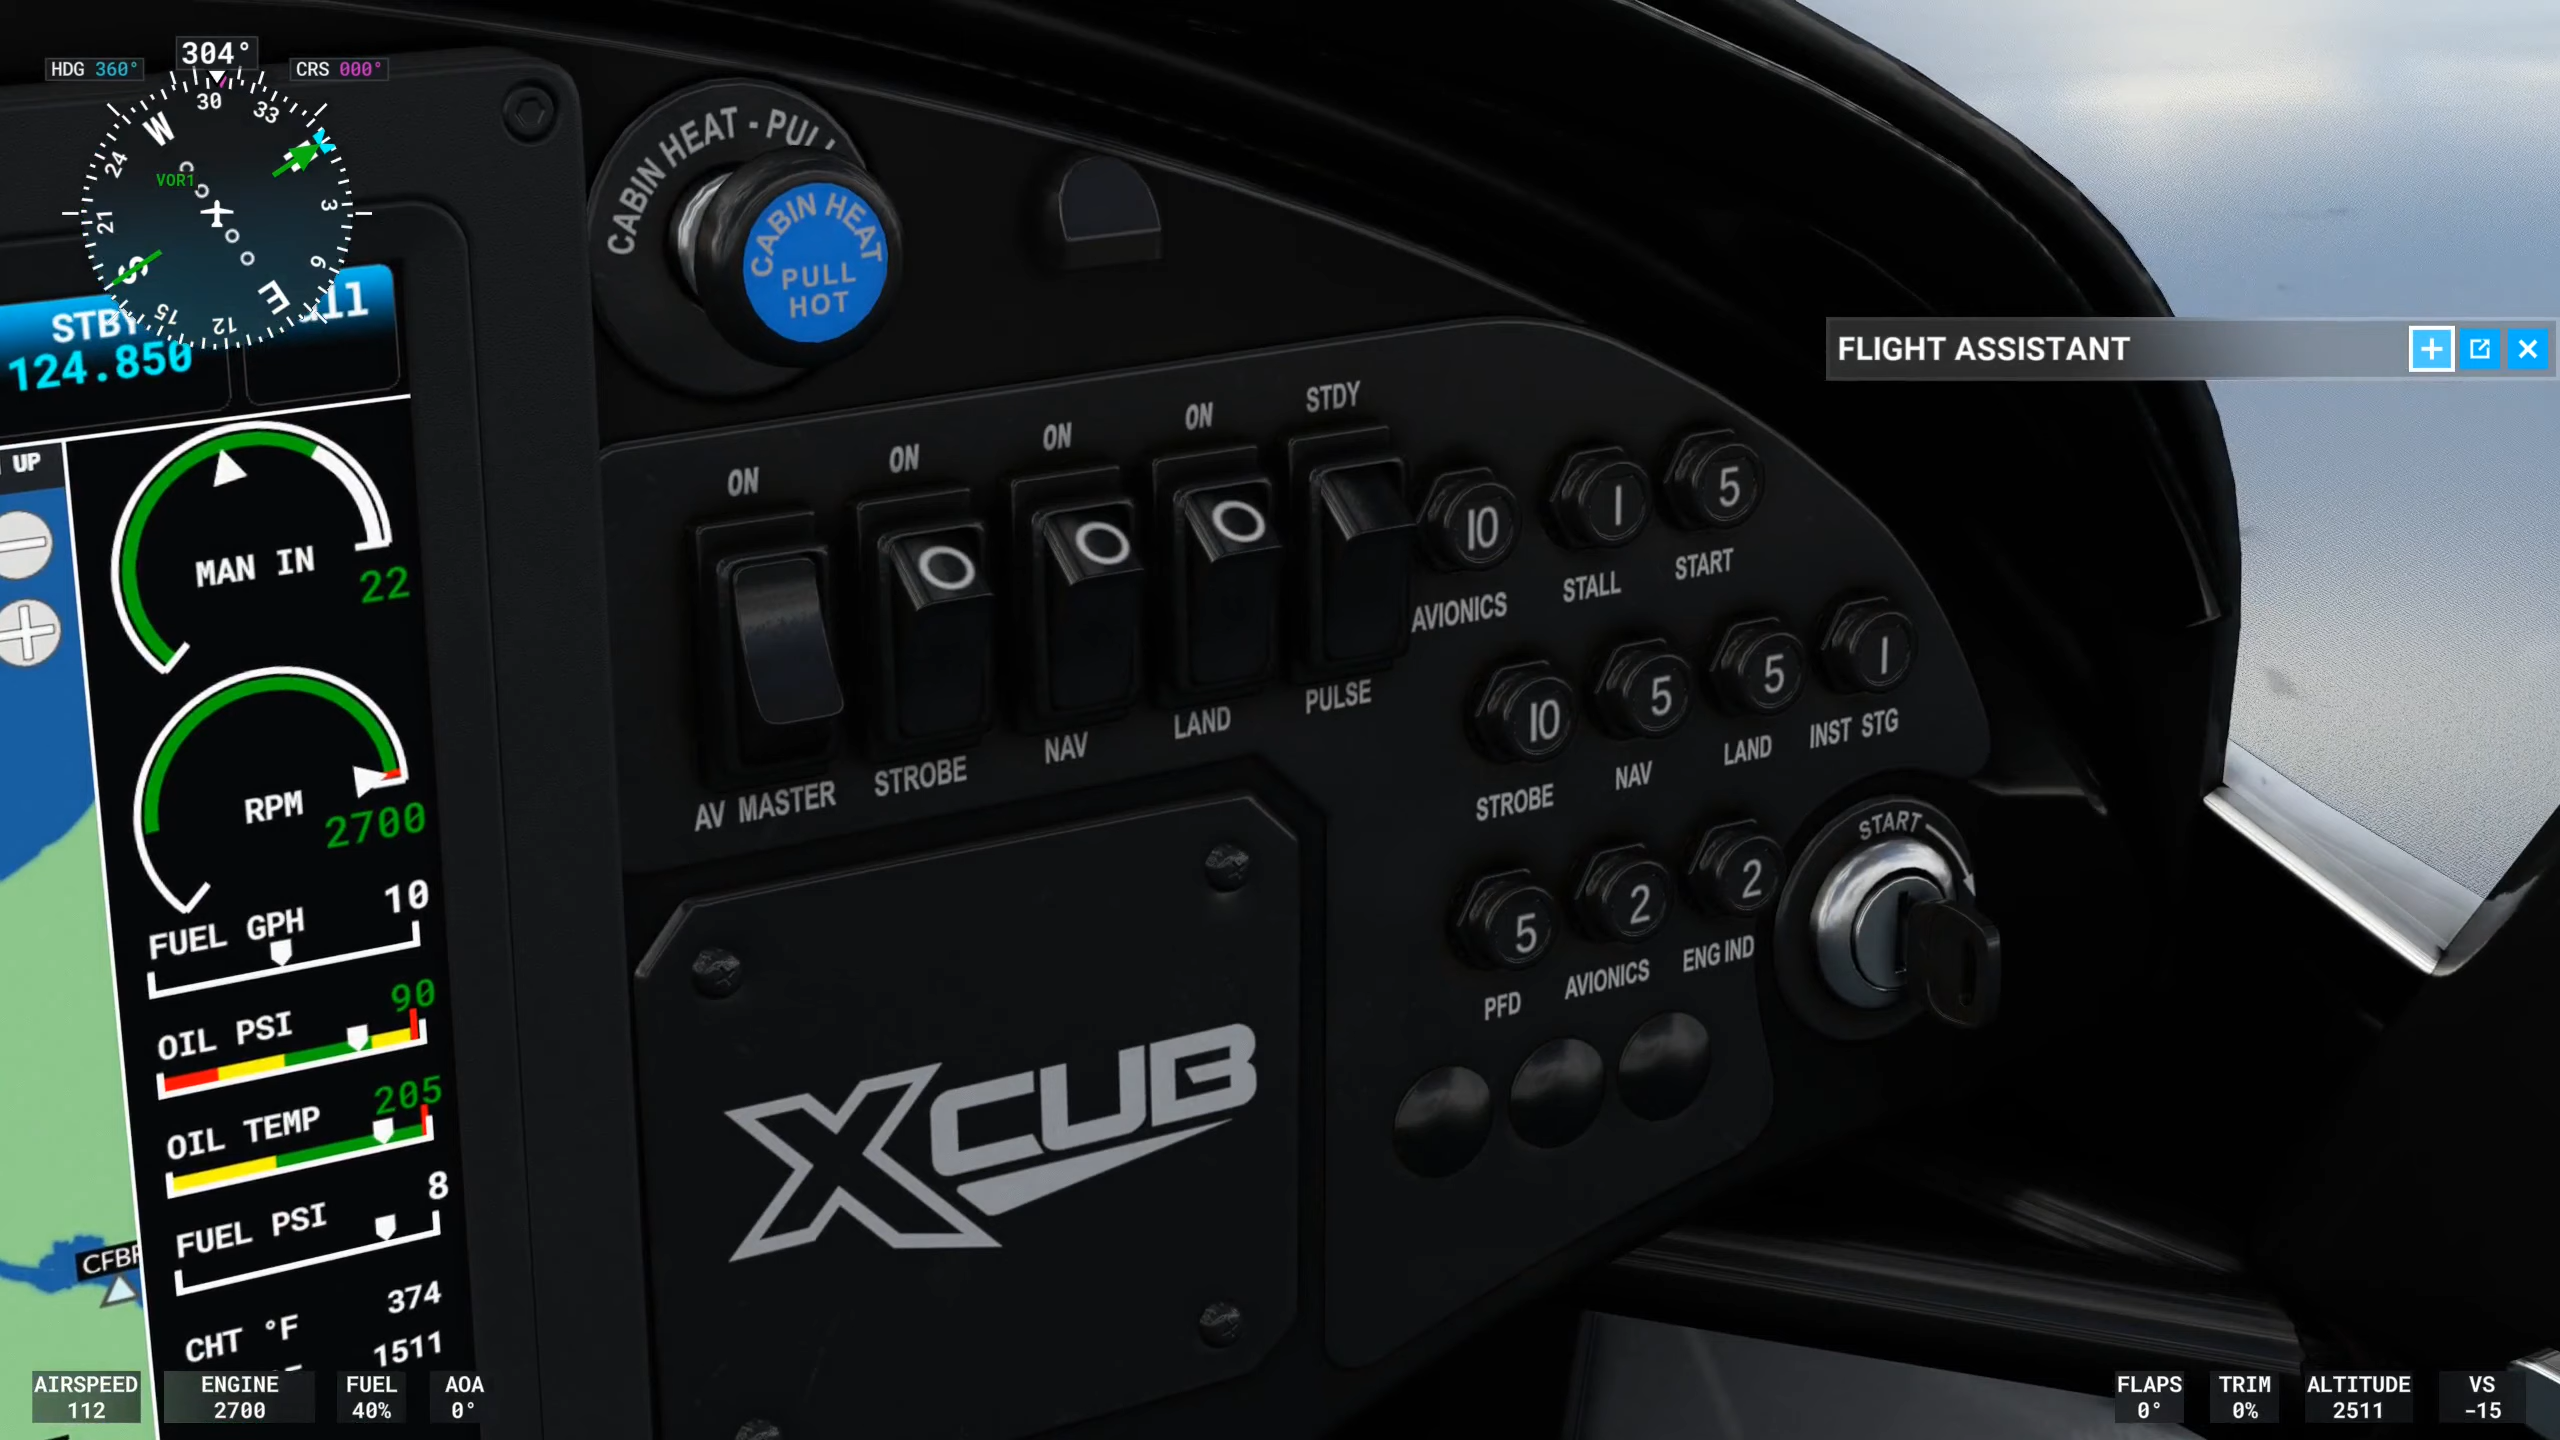 304°
HDG 360°
CRS 000°
30
33
W
24
VOR1
3
21
6
S
15
12
E
STBY
124.850
UP
MAN IN
22
RPM
2700
FUEL GPH
10
OIL PSI
90
OIL TEMP
205
FUEL PSI
8
CFBF
CHT °F
374
1511
CABIN HEAT - PULL
CABIN HEAT
PULL
HOT
FLIGHT ASSISTANT
ON
ON
ON
ON
STDY
AV MASTER
STROBE
NAV
LAND
PULSE
10
1
5
AVIONICS
STALL
START
10
5
5
1
STROBE
NAV
LAND
INST STG
5
2
2
PFD
AVIONICS
ENG IND
START
XCUB
AIRSPEED
112
ENGINE
2700
FUEL
40%
AOA
0°
FLAPS
0°
TRIM
0%
ALTITUDE
2511
VS
-15